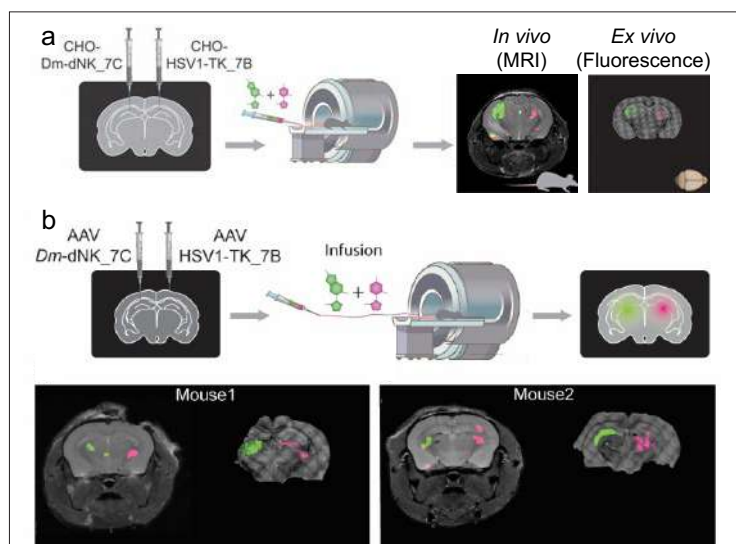 a
CHO-
Dm-dNK_7C
CHO-
HSV1-TK_7B
In vivo
(MRI)
Ex vivo
(Fluorescence)
b
AAV
Dm-dNK_7C
AAV
HSV1-TK_7B
Infusion
Mouse1
Mouse2